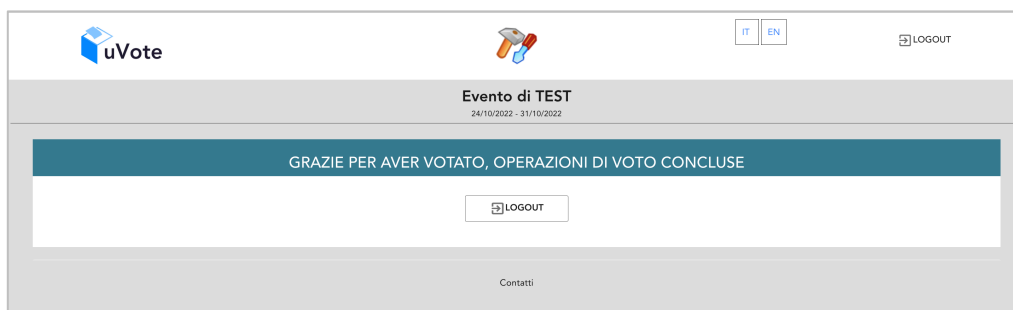 uVote
IT EN
LOGOUT
Evento di TEST
24/10/2022 - 31/10/2022
GRAZIE PER AVER VOTATO, OPERAZIONI DI VOTO CONCLUSE
LOGOUT
Contatti